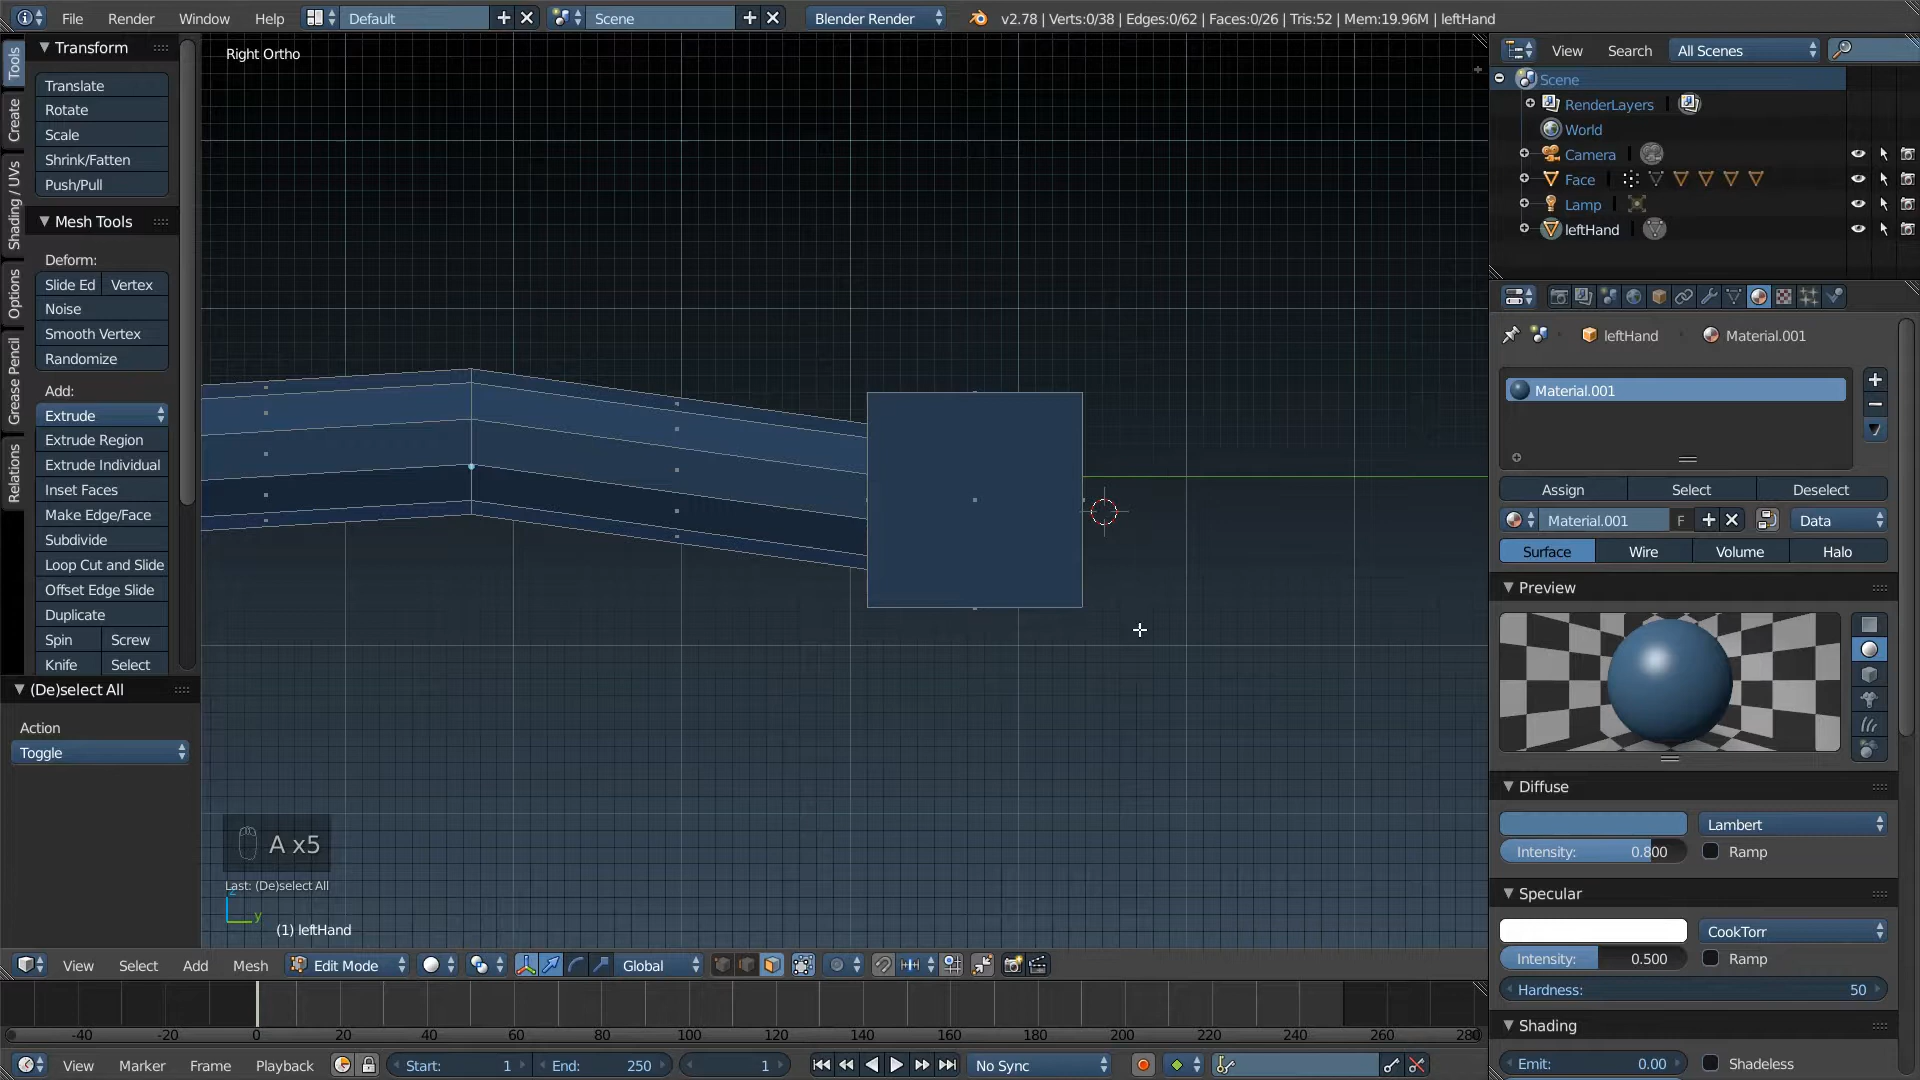 File Render Window Help Default Scene Blender Render v2.78 | Verts:0/38 | Edges:0/62 | Faces:0/26 | Tris:52 | Mem:19.96M | leftHand
Tools
Create
Shading / UVs
Options
Grease Pencil
Relations
Transform
Translate
Rotate
Scale
Shrink/Fatten
Push/Pull
Mesh Tools
Deform:
Slide Ed Vertex
Noise
Smooth Vertex
Randomize
Add:
Extrude
Extrude Region
Extrude Individual
Inset Faces
Make Edge/Face
Subdivide
Loop Cut and Slide
Offset Edge Slide
Duplicate
Spin Screw
Knife Select
(De)select All
Action
Toggle
Right Ortho
A x5
Last: (De)select All
z
y
(1) leftHand
View Select Add Mesh Edit Mode Global
-40 -20 0 20 40 60 80 100 120 140 160 180 200 220 240 260 280
View Marker Frame Playback Start: 1 End: 250 1 No Sync
View Search All Scenes
Scene
RenderLayers
World
Camera
Face
Lamp
leftHand
leftHand Material.001
Material.001
Assign Select Deselect
Material.001 F Data
Surface Wire Volume Halo
Preview
Diffuse
Lambert
Intensity: 0.800 Ramp
Specular
CookTorr
Intensity: 0.500 Ramp
Hardness: 50
Shading
Emit: 0.00 Shadeless